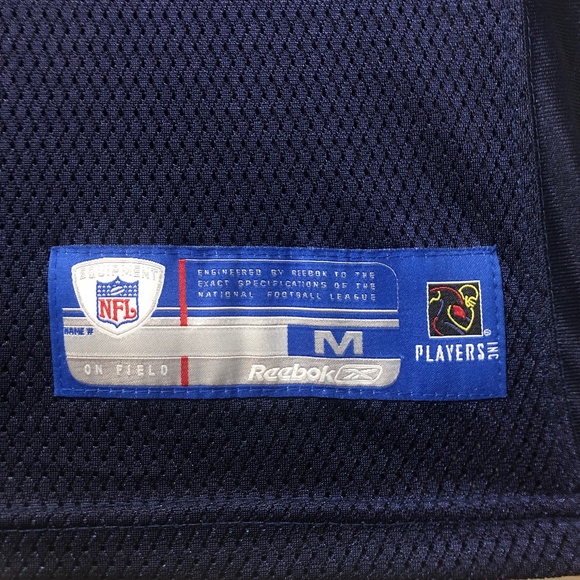 EQUIPMENT
NFL
ENGINEERED BY REEBOK TO THE
EXACT SPECIFICATIONS OF THE
NATIONAL FOOTBALL LEAGUE
NAME #
M
ON FIELD
Reebok
PLAYERS INC
®